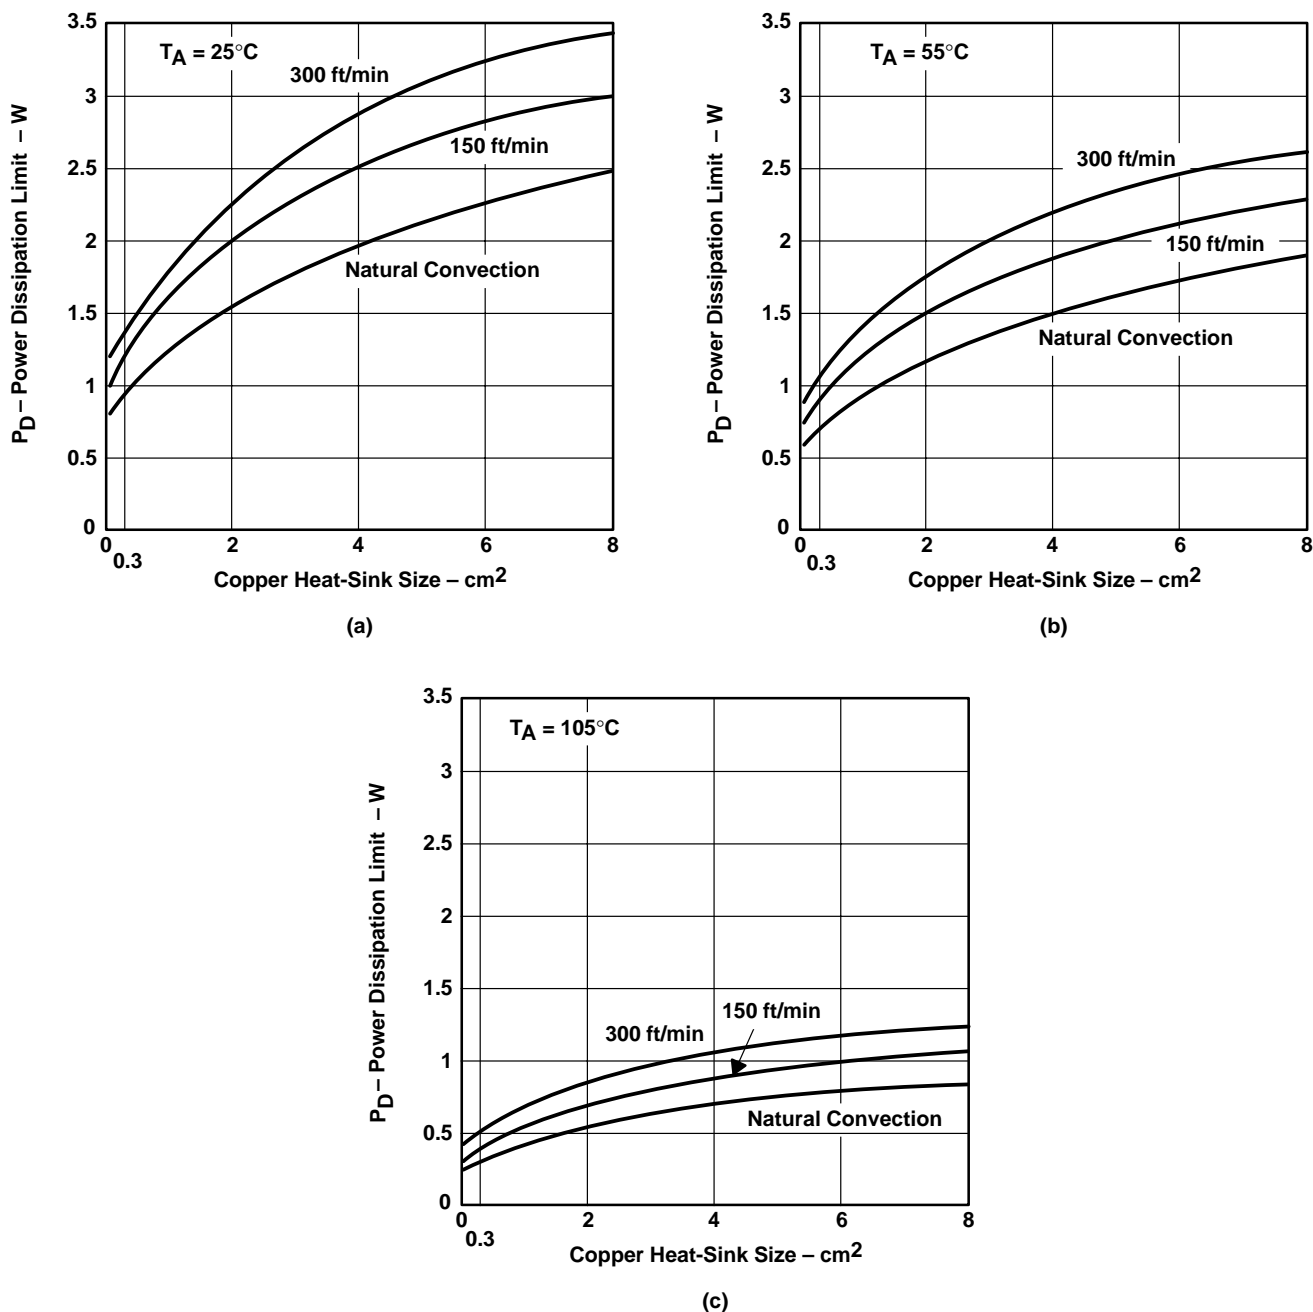 3.5
3
2.5
2
1.5
1
0.5
0
P_D – Power Dissipation Limit – W
T_A = 25°C
300 ft/min
150 ft/min
Natural Convection
0 2 4 6 8
0.3
Copper Heat-Sink Size – cm²
(a)
3.5
3
2.5
2
1.5
1
0.5
0
P_D – Power Dissipation Limit – W
T_A = 55°C
300 ft/min
150 ft/min
Natural Convection
0 2 4 6 8
0.3
Copper Heat-Sink Size – cm²
(b)
3.5
3
2.5
2
1.5
1
0.5
0
P_D – Power Dissipation Limit – W
T_A = 105°C
150 ft/min
300 ft/min
Natural Convection
0 2 4 6 8
0.3
Copper Heat-Sink Size – cm²
(c)